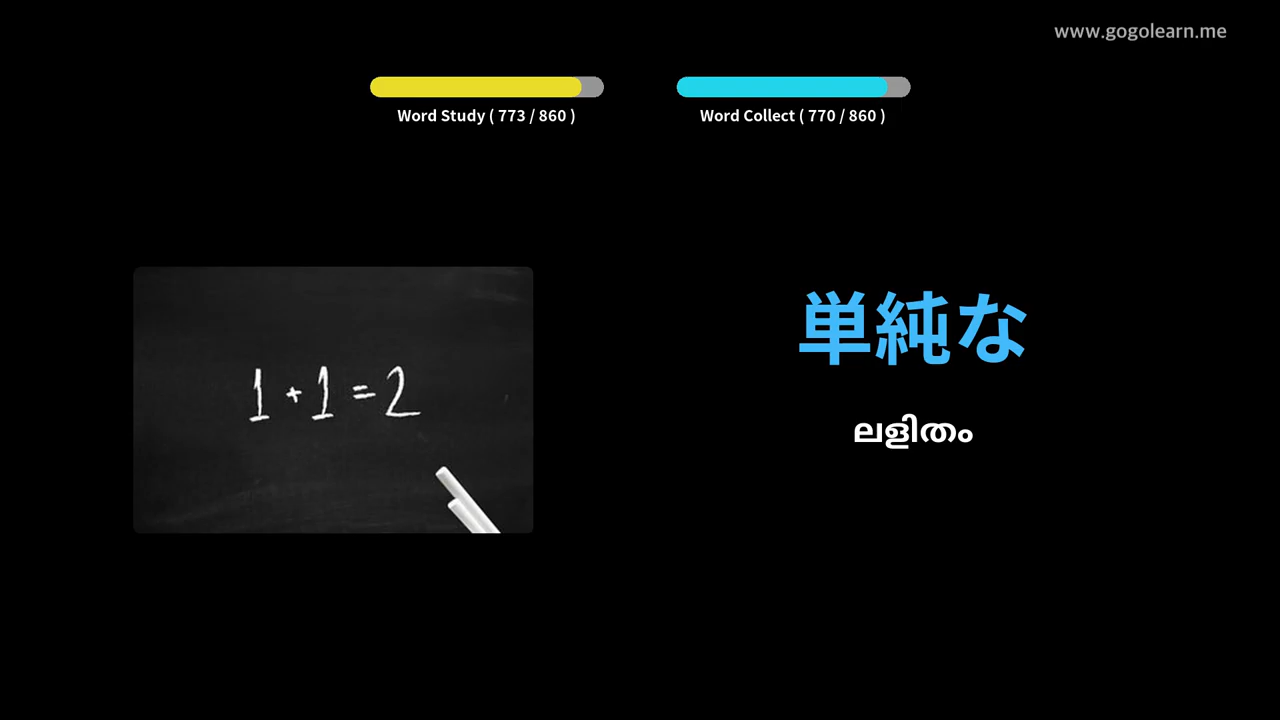 www.gogolearn.me
Word Study ( 773 / 860 )
Word Collect ( 770 / 860 )
1 + 1 = 2
単純な
ലളിതം